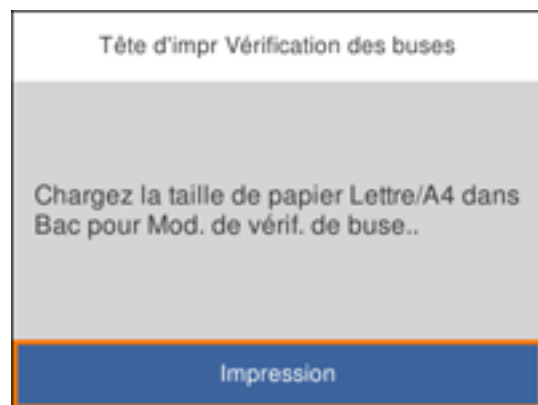 Tête d'impr Vérification des buses
Chargez la taille de papier Lettre/A4 dans
Bac pour Mod. de vérif. de buse..
Impression